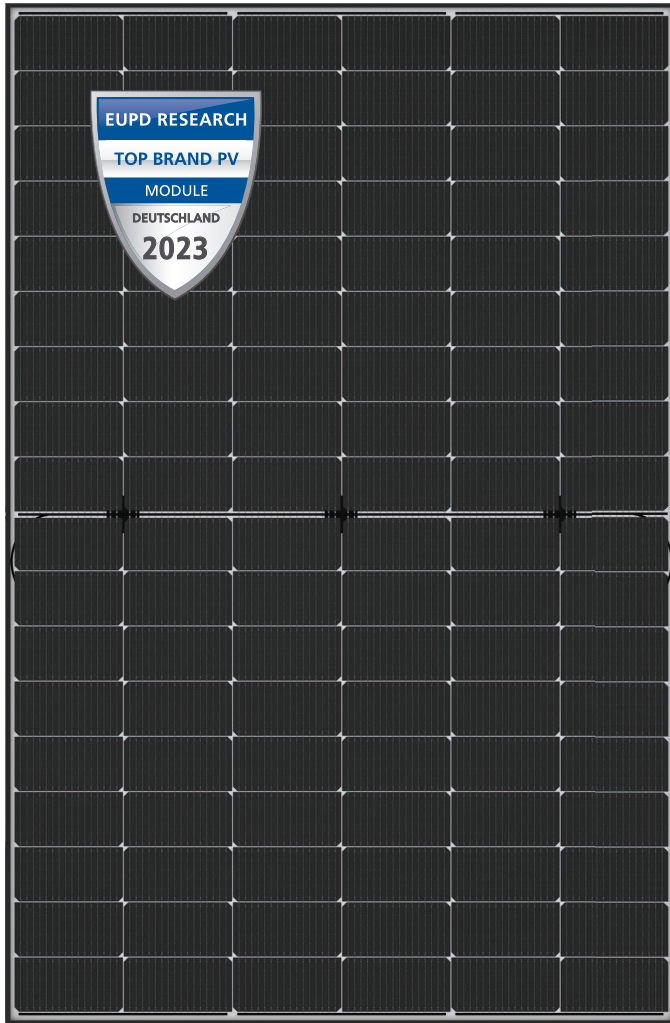 EUPD RESEARCH
TOP BRAND PV
MODULE
DEUTSCHLAND
2023